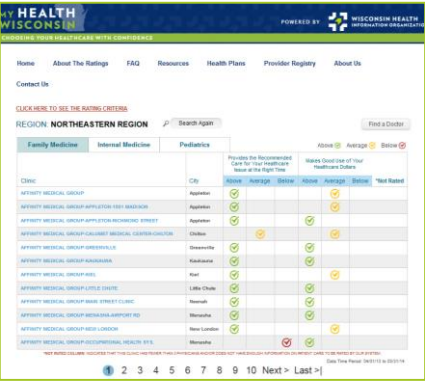 MY HEALTH
WISCONSIN
CHOOSING YOUR HEALTHCARE WITH CONFIDENCE
POWERED BY WISCONSIN HEALTH
INFORMATION ORGANIZATION
Home About The Ratings FAQ Resources Health Plans Provider Registry About Us
Contact Us
CLICK HERE TO SEE THE RATING CRITERIA
REGION: NORTHEASTERN REGION Search Again Find a Doctor
Family Medicine Internal Medicine Pediatrics Above Average Below
Provides the Recommended Care for Your Healthcare Issue at the Right Time
Makes Good Use of Your Healthcare Dollars
Clinic City Above Average Below Above Average Below *Not Rated
AFFINITY MEDICAL GROUP Appleton
AFFINITY MEDICAL GROUP APPLETON MADISON Appleton
AFFINITY MEDICAL GROUP APPLETON RICHMOND STREET Appleton
AFFINITY MEDICAL GROUP CALUMET MEDICAL CENTER CHILTON Chilton
AFFINITY MEDICAL GROUP GREENVILLE Greenville
AFFINITY MEDICAL GROUP KAUKAUNA Kaukauna
AFFINITY MEDICAL GROUP KIEL Kiel
AFFINITY MEDICAL GROUP LITTLE CHUTE Little Chute
AFFINITY MEDICAL GROUP MAIN STREET CLINIC Neenah
AFFINITY MEDICAL GROUP MENASHA AIRPORT RD Menasha
AFFINITY MEDICAL GROUP NEW LONDON New London
AFFINITY MEDICAL GROUP OCCUPATIONAL HEALTH SYS. Menasha
1 2 3 4 5 6 7 8 9 10 Next > Last >|